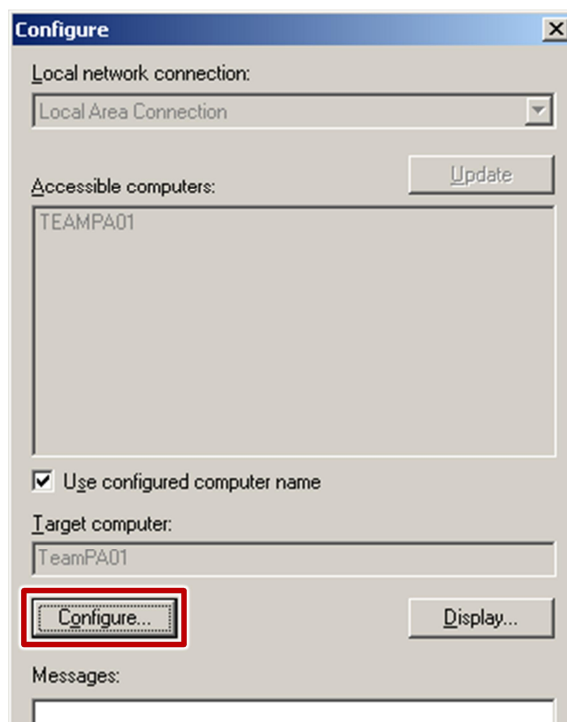 Configure
Local network connection:
Local Area Connection
Update
Accessible computers:
TEAMPA01
Use configured computer name
Target computer:
TeamPA01
Configure...
Display...
Messages: